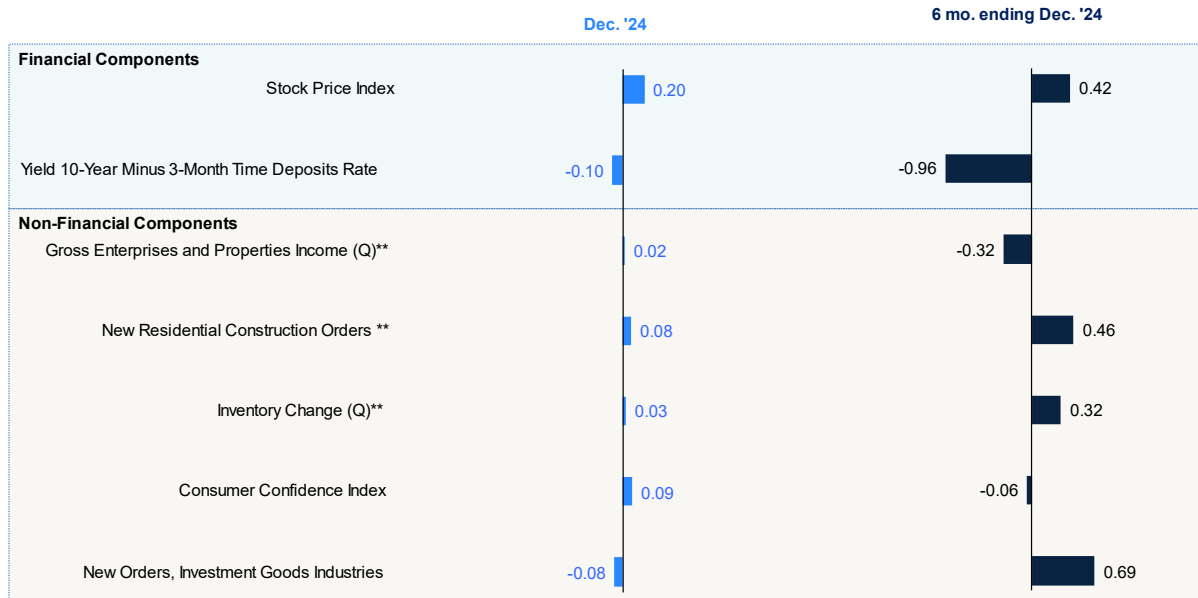 Dec. '24
6 mo. ending Dec. '24
Financial Components
Stock Price Index
0.20
0.42
Yield 10-Year Minus 3-Month Time Deposits Rate
-0.10
-0.96
Non-Financial Components
Gross Enterprises and Properties Income (Q)**
0.02
-0.32
New Residential Construction Orders **
0.08
0.46
Inventory Change (Q)**
0.03
0.32
Consumer Confidence Index
0.09
-0.06
New Orders, Investment Goods Industries
-0.08
0.69